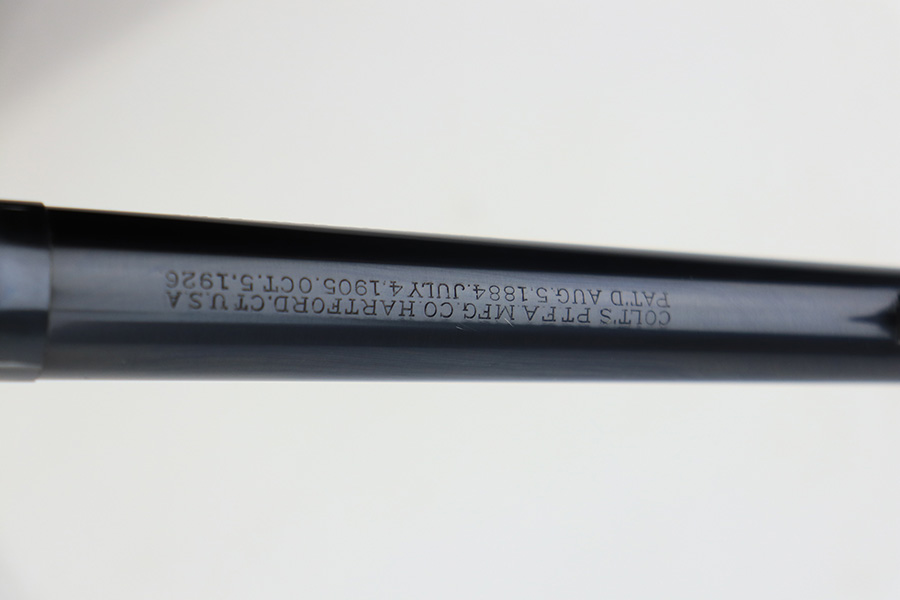 COLT'S PT.F.A. MFG. CO. HARTFORD, CT. U.S.A
PAT'D AUG. 5. 1884. JULY 4. 1905. OCT. 5. 1926